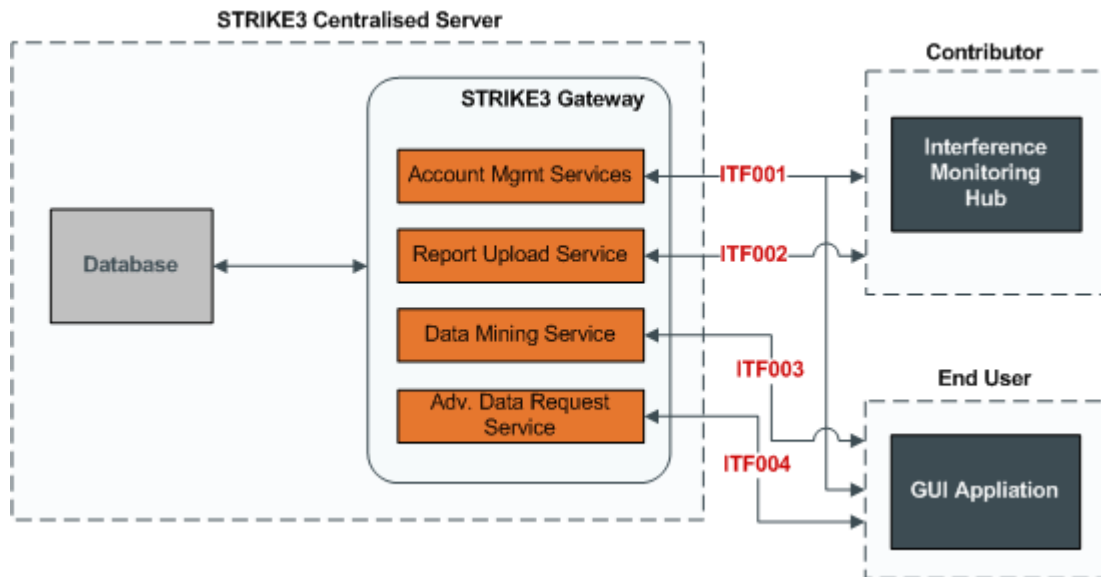 STRIKE3 Centralised Server
Contributor
STRIKE3 Gateway
Account Mgmt Services
ITF001
Interference
Monitoring
Hub
Database
Report Upload Service
ITF002
Data Mining Service
ITF003
End User
Adv. Data Request
Service
ITF004
GUI Appliation